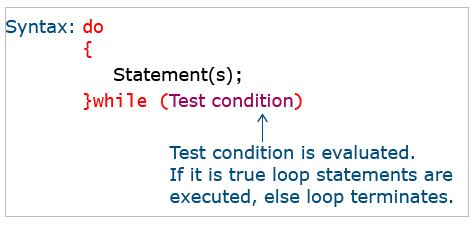 Syntax: do
{
Statement(s);
}while (Test condition)
Test condition is evaluated.
If it is true loop statements are
executed, else loop terminates.